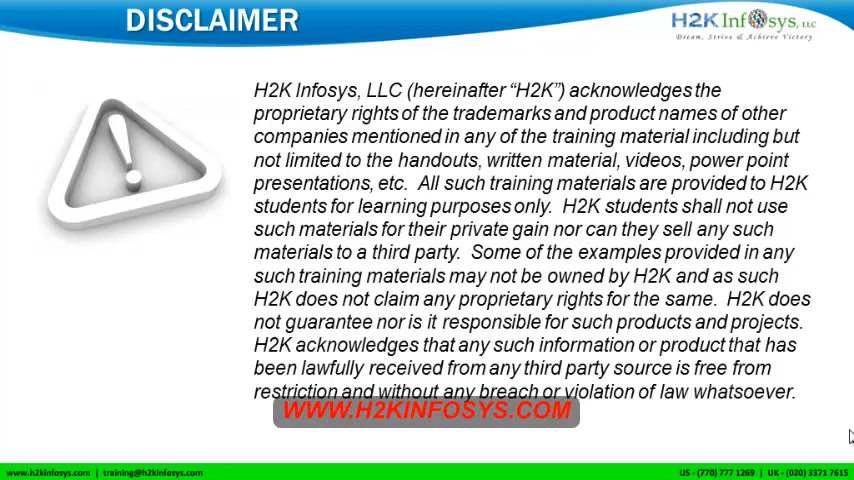 DISCLAIMER
H2K Infosys, LLC
Dream, Strive & Achieve Victory
H2K Infosys, LLC (hereinafter “H2K”) acknowledges the
proprietary rights of the trademarks and product names of other
companies mentioned in any of the training material including but
not limited to the handouts, written material, videos, power point
presentations, etc.  All such training materials are provided to H2K
students for learning purposes only.  H2K students shall not use
such materials for their private gain nor can they sell any such
materials to a third party.  Some of the examples provided in any
such training materials may not be owned by H2K and as such
H2K does not claim any proprietary rights for the same.  H2K does
not guarantee nor is it responsible for such products and projects.
H2K acknowledges that any such information or product that has
been lawfully received from any third party source is free from
restriction and without any breach or violation of law whatsoever.
WWW.H2KINFOSYS.COM
www.h2kinfosys.com | training@h2kinfosys.com
US - (770) 777 1269 | UK - (020) 3371 7615